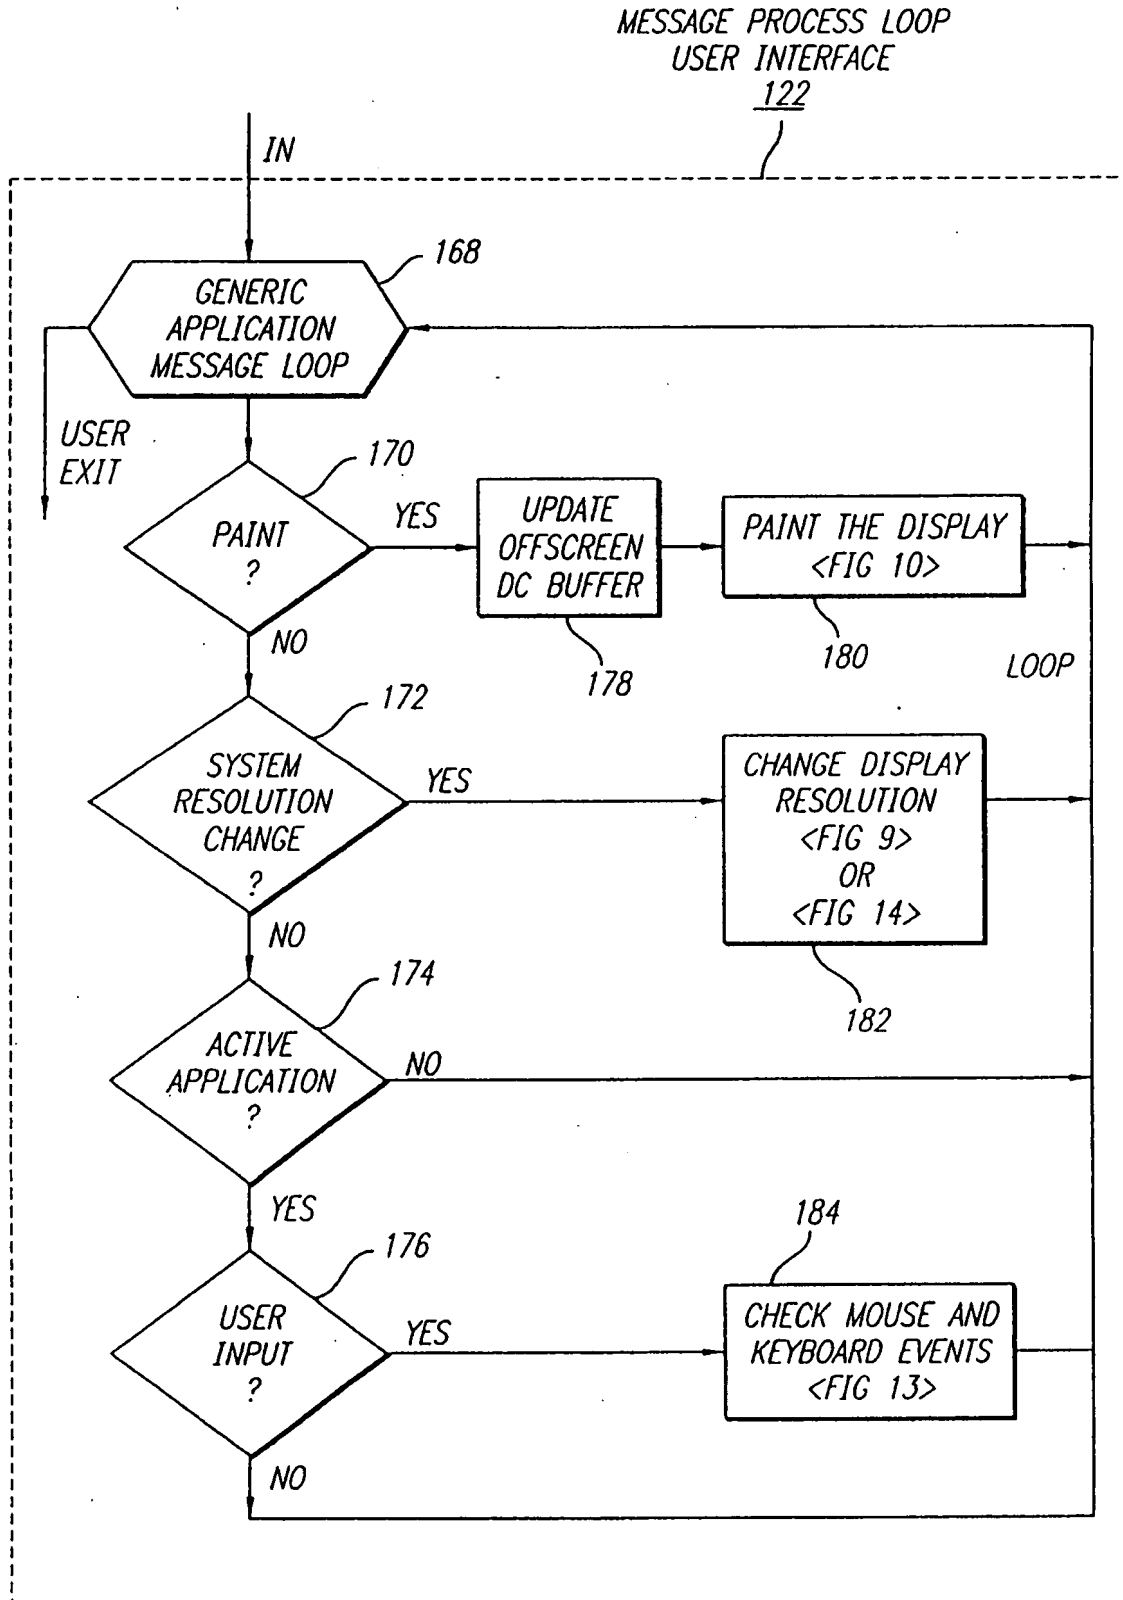 MESSAGE PROCESS LOOP
USER INTERFACE
122
IN
168
GENERIC
APPLICATION
MESSAGE LOOP
USER
EXIT
170
PAINT
?
YES
UPDATE
OFFSCREEN
DC BUFFER
178
PAINT THE DISPLAY
<FIG 10>
180
NO
LOOP
172
SYSTEM
RESOLUTION
CHANGE
?
YES
CHANGE DISPLAY
RESOLUTION
<FIG 9>
OR
<FIG 14>
182
NO
174
ACTIVE
APPLICATION
?
NO
YES
176
USER
INPUT
?
YES
184
CHECK MOUSE AND
KEYBOARD EVENTS
<FIG 13>
NO